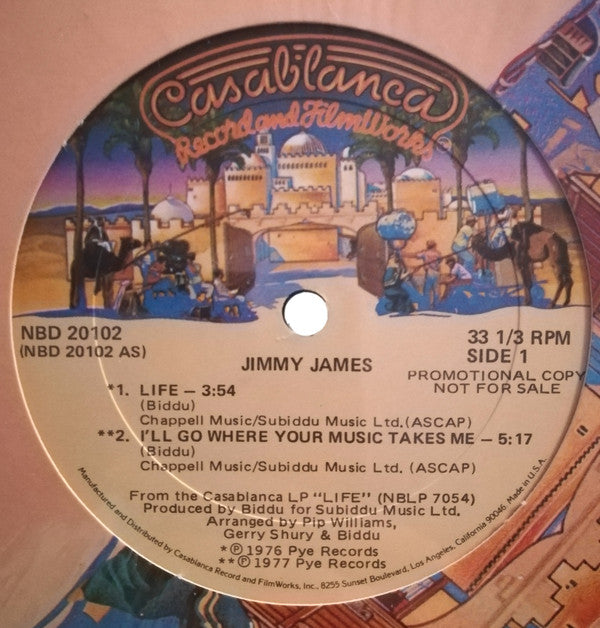 Casablanca
Record and FilmWorks
NBD 20102
(NBD 20102 AS)
33 1/3 RPM
SIDE 1
JIMMY JAMES
PROMOTIONAL COPY
NOT FOR SALE
*1. LIFE — 3:54
(Biddu)
Chappell Music/Subiddu Music Ltd.(ASCAP)
**2. I'LL GO WHERE YOUR MUSIC TAKES ME — 5:17
(Biddu)
Chappell Music/Subiddu Music Ltd. (ASCAP)
From the Casablanca LP "LIFE" (NBLP 7054)
Produced by Biddu for Subiddu Music Ltd.
Arranged by Pip Williams,
Gerry Shury & Biddu
* ℗ 1976 Pye Records
** ℗ 1977 Pye Records
Manufactured and Distributed by Casablanca Record and FilmWorks, Inc., 8255 Sunset Boulevard, Los Angeles, California 90046. Made in U.S.A.